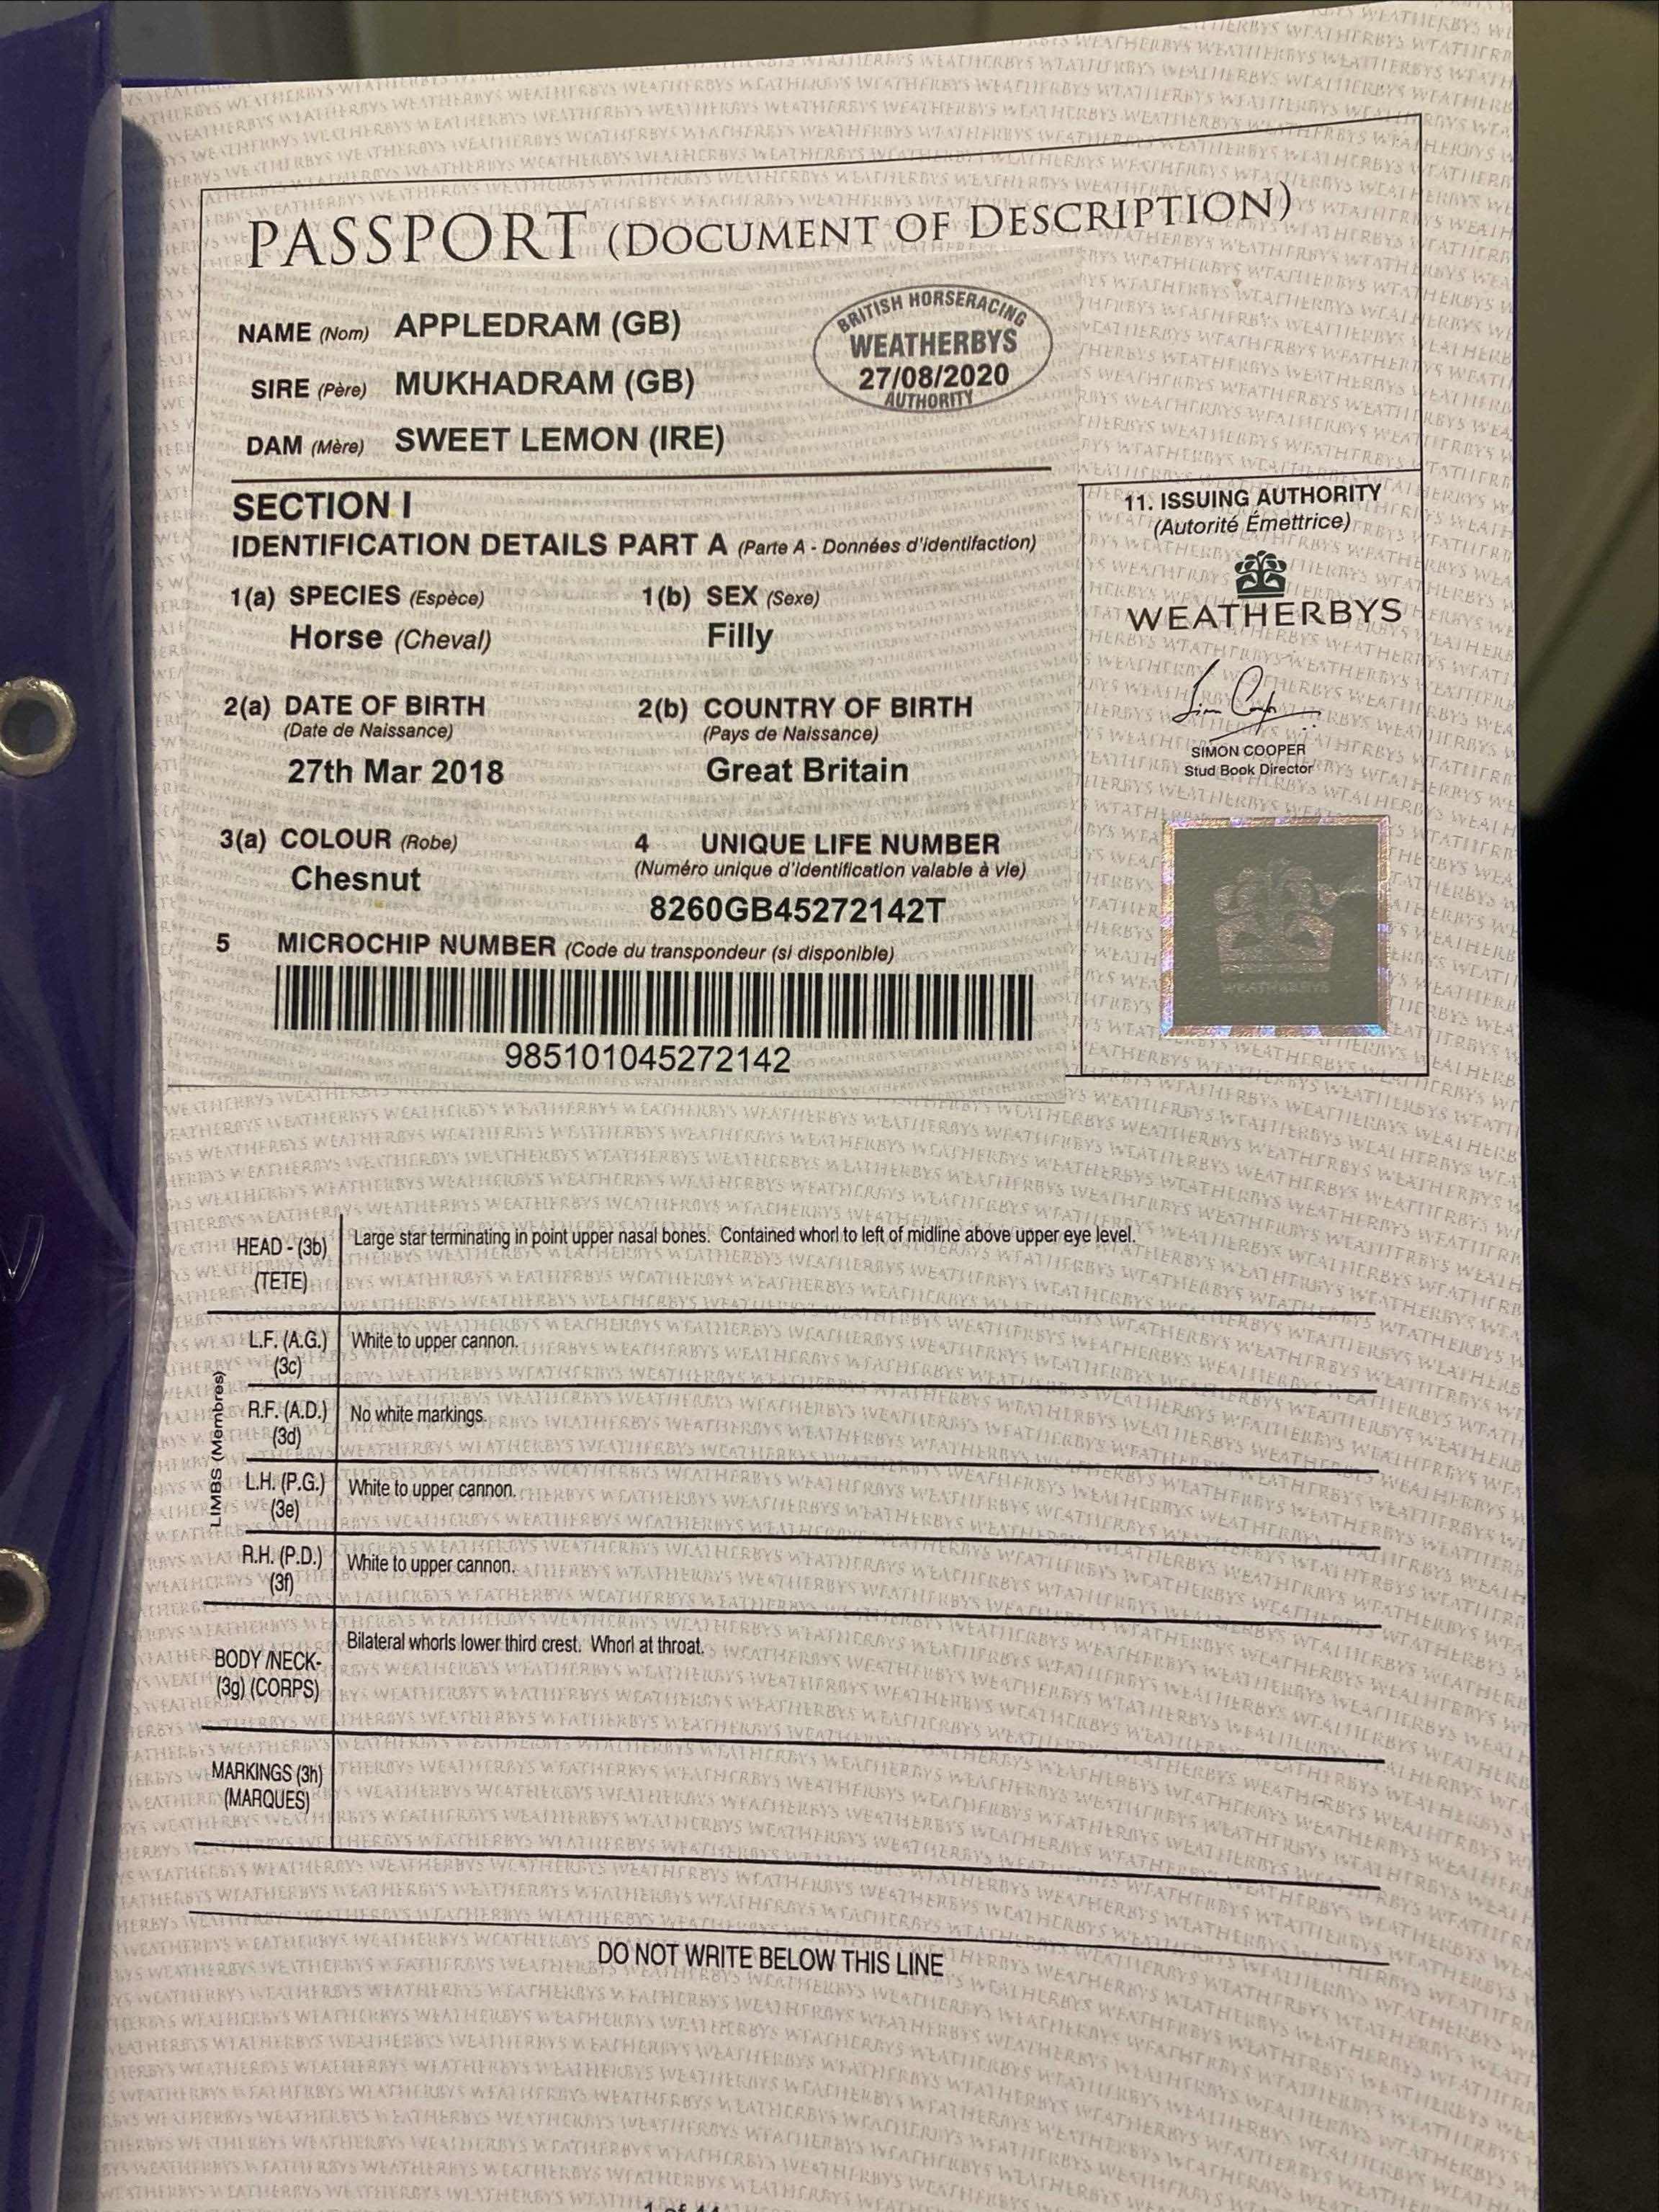 PASSPORT (DOCUMENT OF DESCRIPTION)
NAME (Nom) APPLEDRAM (GB)
SIRE (Père) MUKHADRAM (GB)
DAM (Mère) SWEET LEMON (IRE)
BRITISH HORSERACING
WEATHERBYS
27/08/2020
AUTHORITY
SECTION I
IDENTIFICATION DETAILS PART A (Parte A - Données d'identifaction)
1(a) SPECIES (Espèce)
Horse (Cheval)
1(b) SEX (Sexe)
Filly
2(a) DATE OF BIRTH
(Date de Naissance)
27th Mar 2018
2(b) COUNTRY OF BIRTH
(Pays de Naissance)
Great Britain
3(a) COLOUR (Robe)
Chesnut
4 UNIQUE LIFE NUMBER
(Numéro unique d'identification valable à vie)
8260GB45272142T
5 MICROCHIP NUMBER (Code du transpondeur (si disponible)
985101045272142
11. ISSUING AUTHORITY
(Autorité Émettrice)
WEATHERBYS
SIMON COOPER
Stud Book Director
WEATHERBYS
HEAD - (3b)
(TETE)
Large star terminating in point upper nasal bones. Contained whorl to left of midline above upper eye level.
LIMBS (Membres)
L.F. (A.G.)
(3c)
White to upper cannon.
R.F. (A.D.)
(3d)
No white markings.
L.H. (P.G.)
(3e)
White to upper cannon.
R.H. (P.D.)
(3f)
White to upper cannon.
BODY /NECK-
(3g) (CORPS)
Bilateral whorls lower third crest. Whorl at throat.
MARKINGS (3h)
(MARQUES)
DO NOT WRITE BELOW THIS LINE
1 of 44